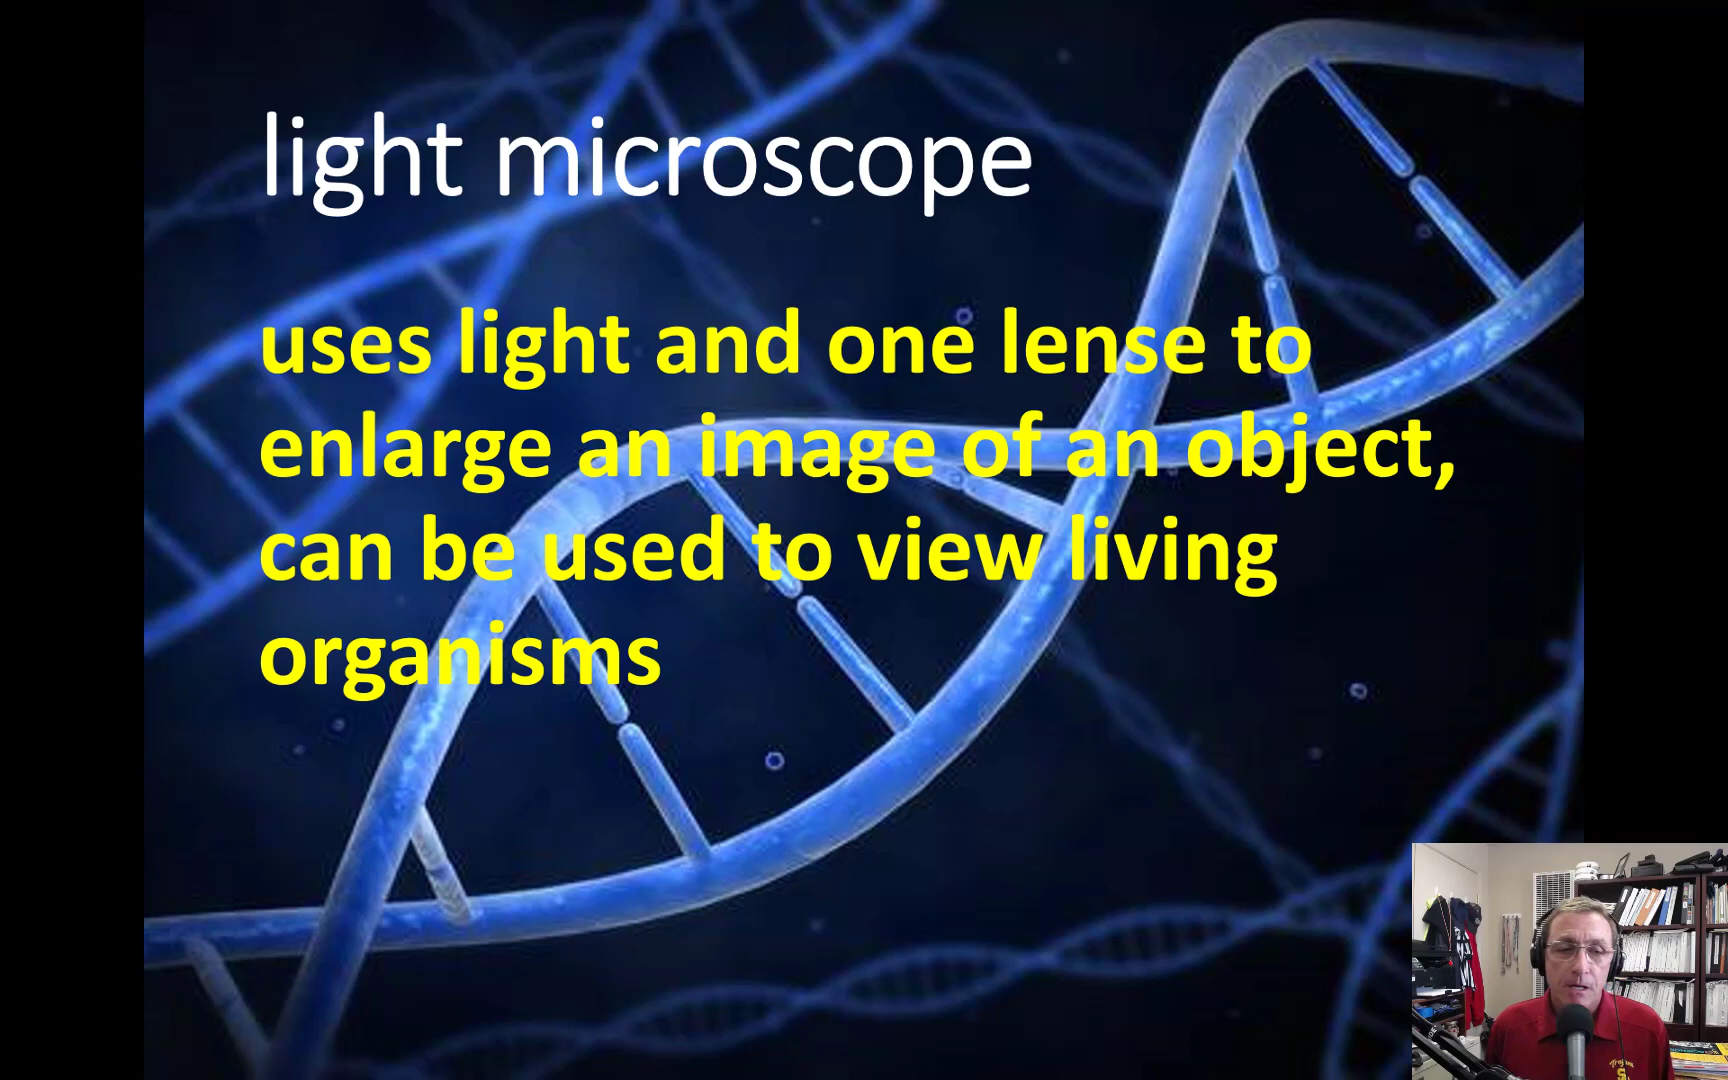 light microscope
uses light and one lense to
enlarge an image of an object,
can be used to view living
organisms